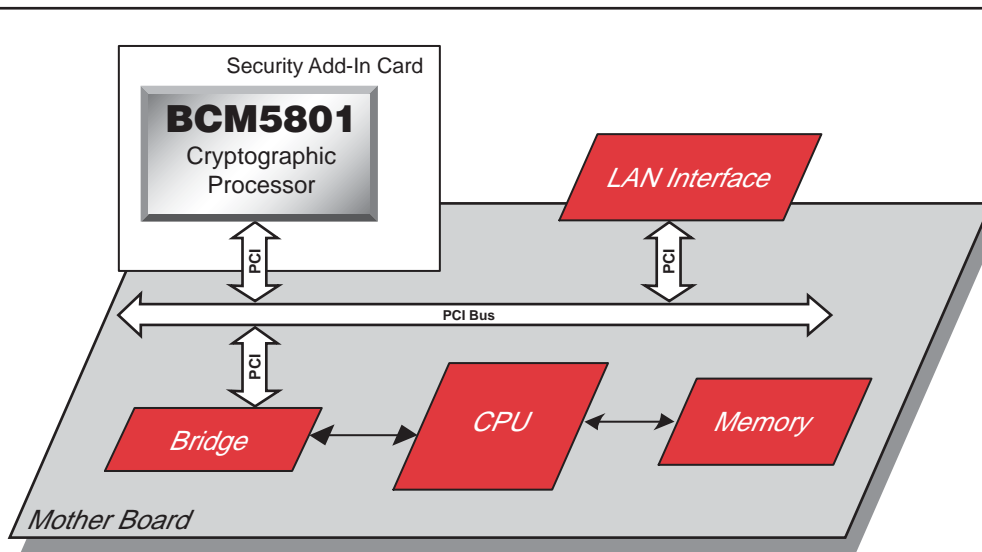 Security Add-In Card
BCM5801
Cryptographic
Processor
LAN Interface
PCI
PCI
PCI Bus
PCI
Bridge
CPU
Memory
Mother Board